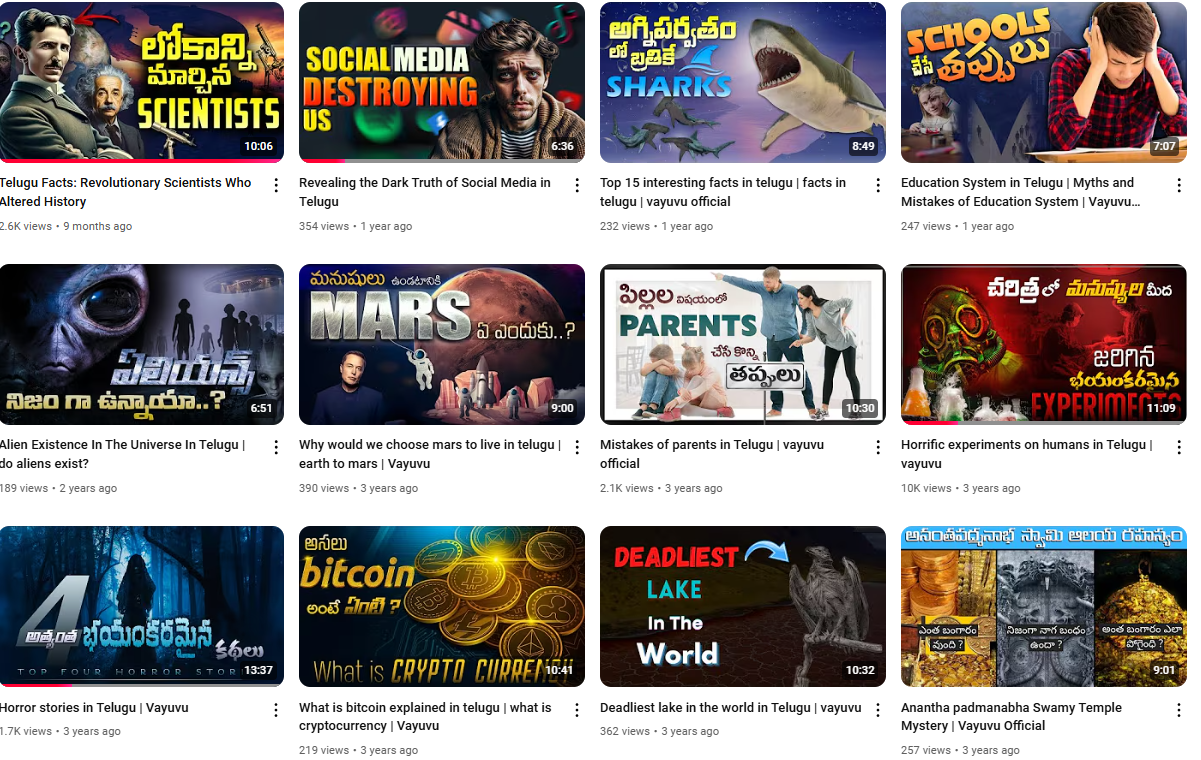 లోకాన్ని
మార్చిన
SCIENTISTS
10:06
Telugu Facts: Revolutionary Scientists Who
Altered History
2.6K views • 9 months ago
SOCIAL MEDIA
DESTROYING
US
6:36
Revealing the Dark Truth of Social Media in
Telugu
354 views • 1 year ago
అగ్నిపర్వతం
లో బ్రతికే
SHARKS
8:49
Top 15 interesting facts in telugu | facts in
telugu | vayuvu official
232 views • 1 year ago
SCHOOLS
చేసే తప్పులు
7:07
Education System in Telugu | Myths and
Mistakes of Education System | Vayuvu…
247 views • 1 year ago
ఏలియన్స్
నిజం గా ఉన్నాయా..?
6:51
Alien Existence In The Universe In Telugu |
do aliens exist?
189 views • 2 years ago
మనుషులు ఉండటానికి
MARS ఏ ఎందుకు..?
9:00
Why would we choose mars to live in telugu |
earth to mars | Vayuvu
390 views • 3 years ago
పిల్లల విషయంలో
PARENTS
చేసే కొన్ని
తప్పులు
10:30
Mistakes of parents in Telugu | vayuvu
official
2.1K views • 3 years ago
చరిత్ర లో మనుష్యుల మీద
జరిగిన
భయంకరమైన
EXPERIMENTS
11:09
Horrific experiments on humans in Telugu |
vayuvu
10K views • 3 years ago
4
అత్యంత భయంకరమైన
కథలు
TOP FOUR HORROR STOR
13:37
Horror stories in Telugu | Vayuvu
1.7K views • 3 years ago
అసలు
bitcoin
అంటే ఏంటి ?
What is CRYPTO CURRENCY
10:41
What is bitcoin explained in telugu | what is
cryptocurrency | Vayuvu
219 views • 3 years ago
DEADLIEST
LAKE
In The
World
10:32
Deadliest lake in the world in Telugu | vayuvu
362 views • 3 years ago
అనంతపద్మనాభ స్వామి ఆలయ రహస్యం
ఎంత బంగారం
వుంది ?
నిజంగా నాగ బంధం
ఉందా ?
అంత బంగారం ఎలా
పోగైంది ?
9:01
Anantha padmanabha Swamy Temple
Mystery | Vayuvu Official
257 views • 3 years ago